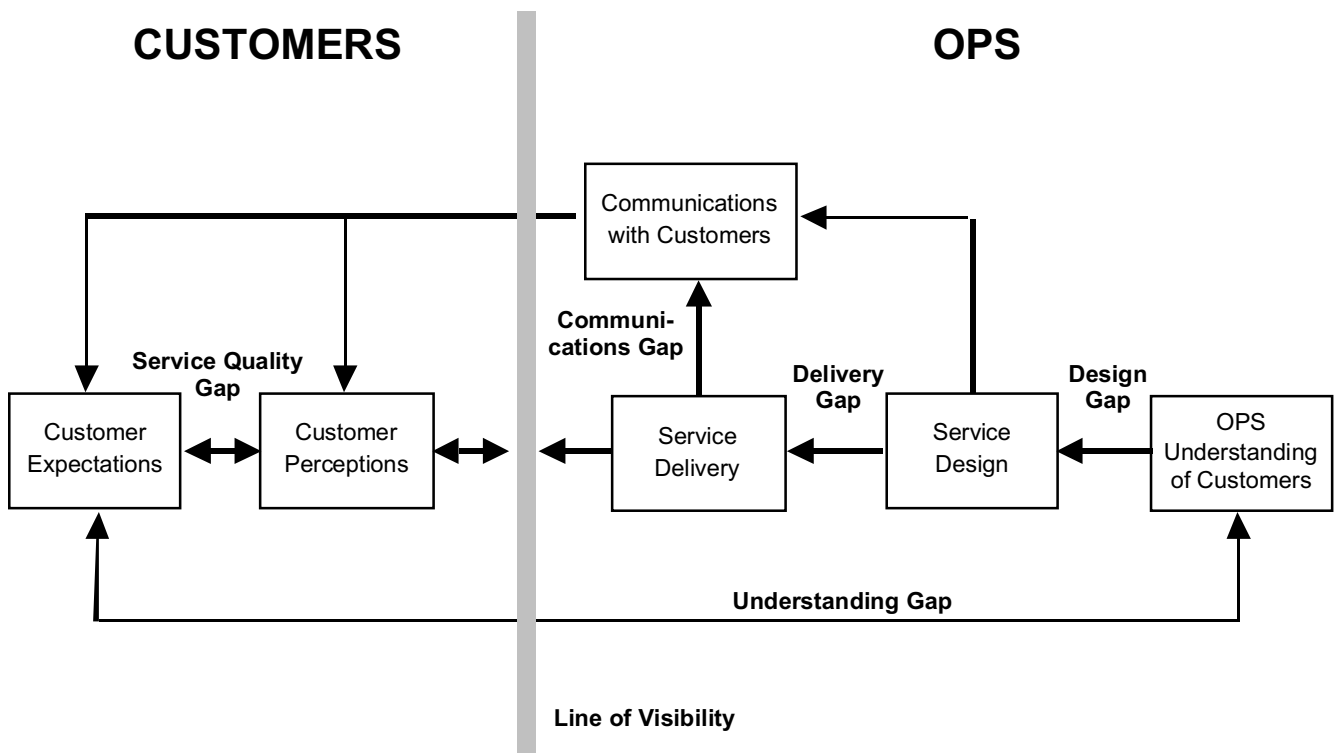 CUSTOMERS
OPS
Communications
with Customers
Communi-
cations Gap
Service Quality
Gap
Delivery
Gap
Design
Gap
Customer
Expectations
Customer
Perceptions
Service
Delivery
Service
Design
OPS
Understanding
of Customers
Understanding Gap
Line of Visibility